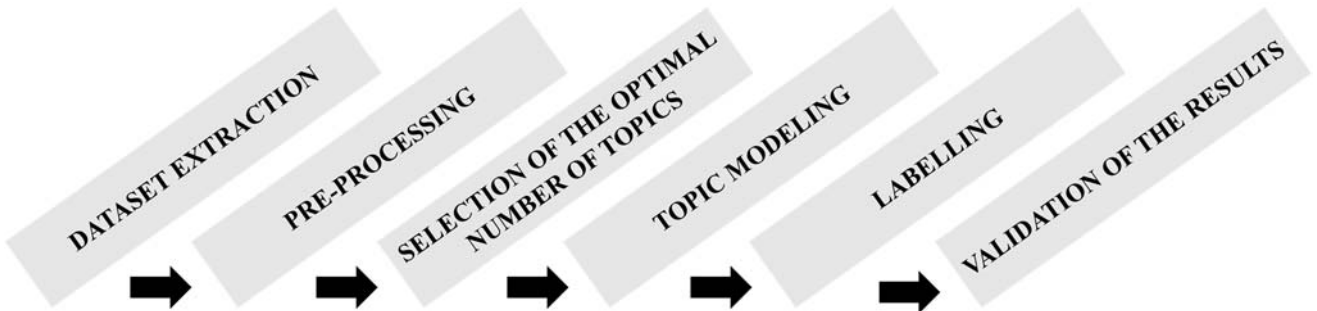 DATASET EXTRACTION
PRE-PROCESSING
SELECTION OF THE OPTIMAL
NUMBER OF TOPICS
TOPIC MODELING
LABELLING
VALIDATION OF THE RESULTS